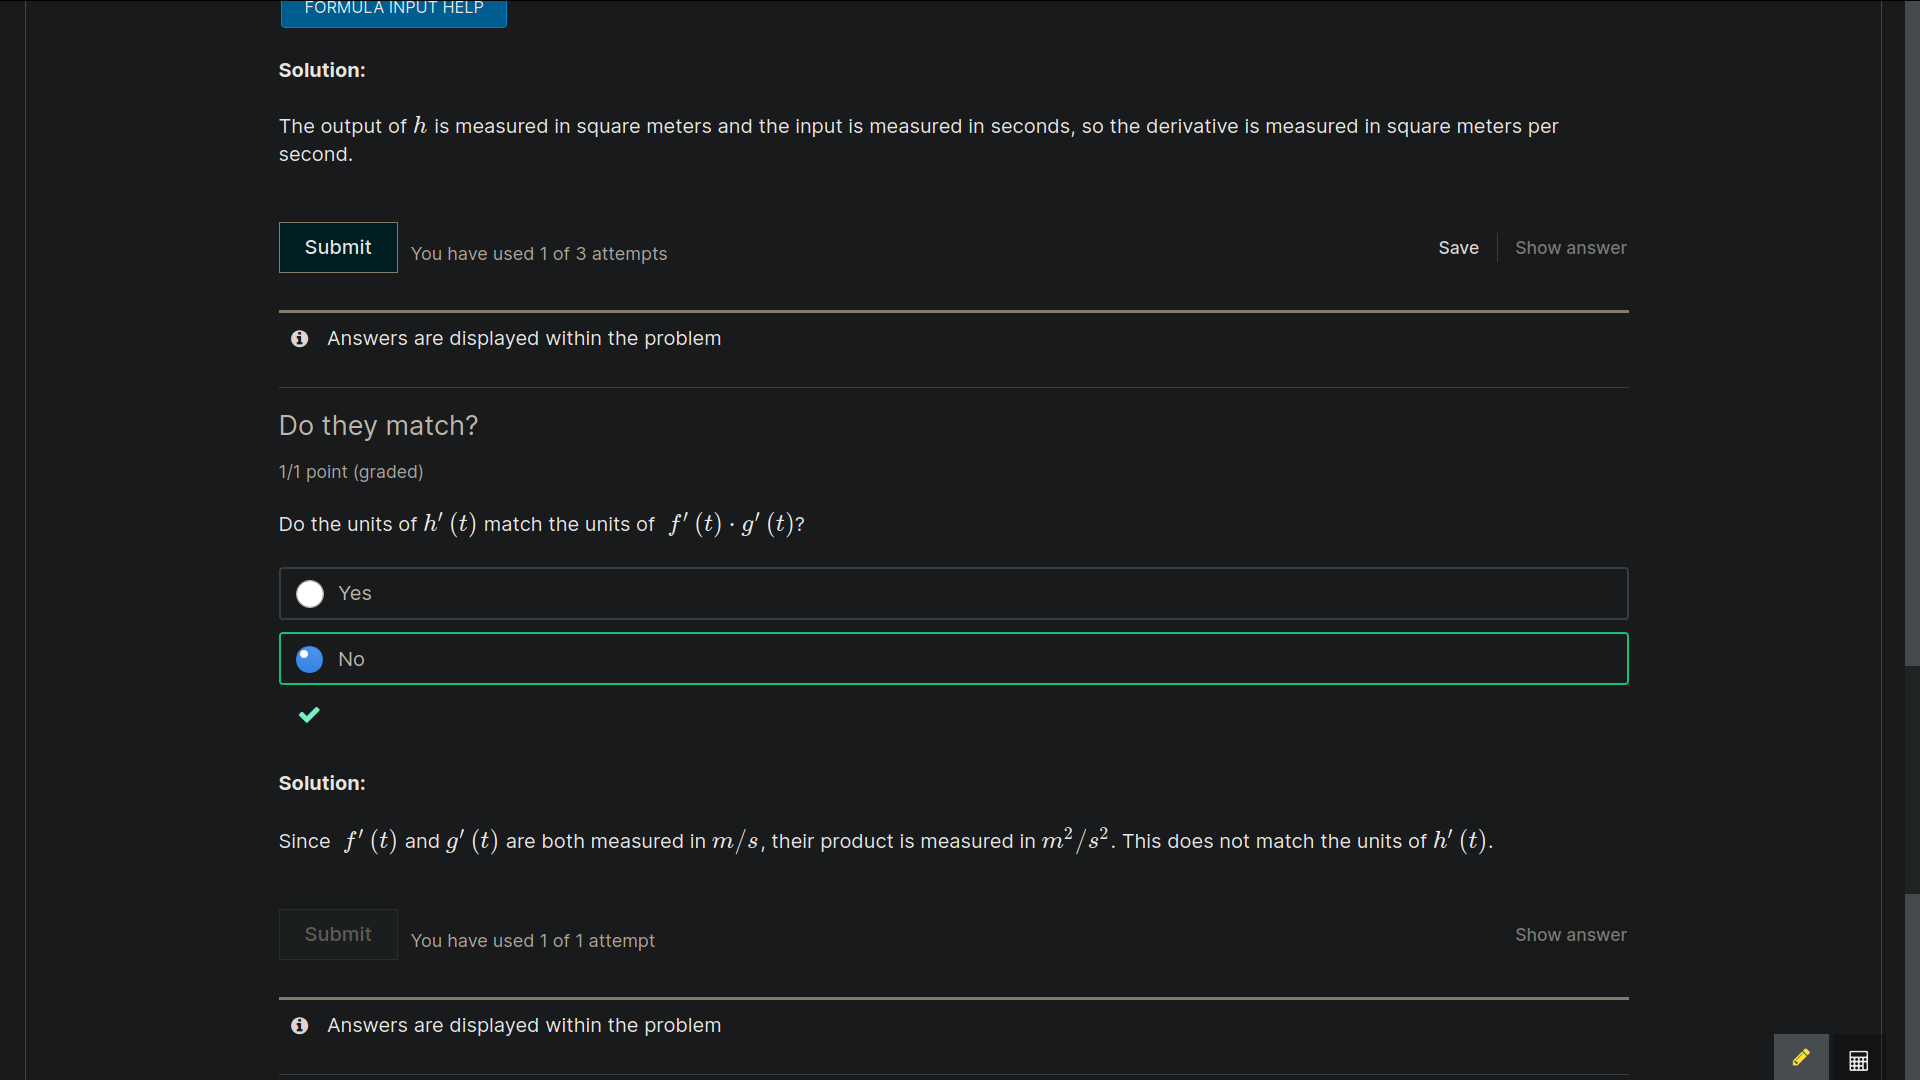 FORMULA INPUT HELP
Solution:
The output of h is measured in square meters and the input is measured in seconds, so the derivative is measured in square meters per
second.
Submit
You have used 1 of 3 attempts
Save
Show answer
Answers are displayed within the problem
Do they match?
1/1 point (graded)
Do the units of h′ (t) match the units of f′ (t) · g′ (t)?
Yes
No
Solution:
Since f′ (t) and g′ (t) are both measured in m/s, their product is measured in m²/s². This does not match the units of h′ (t).
Submit
You have used 1 of 1 attempt
Show answer
Answers are displayed within the problem